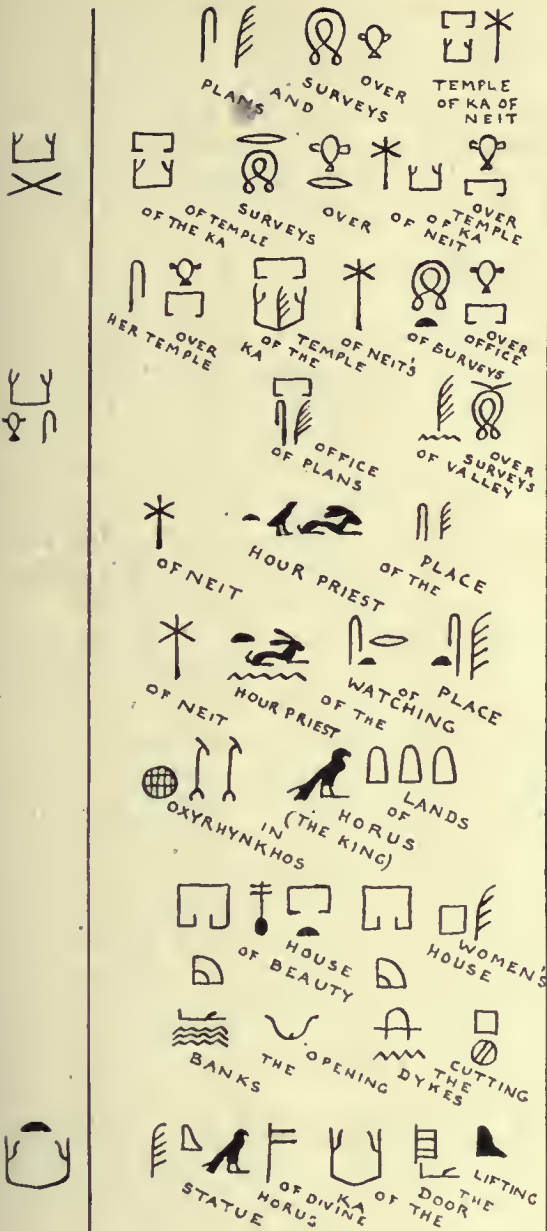 PLANS AND SURVEYS OVER TEMPLE OF KA OF NEIT
OF THE KA OF TEMPLE SURVEYS OVER OF NEIT OF KA TEMPLE OVER
HER TEMPLE OVER KA OF THE TEMPLE OF NEIT'S OF SURVEYS OFFICE OVER
OF PLANS OFFICE OF VALLEY SURVEYS OVER
OF NEIT HOUR PRIEST OF THE PLACE
OF NEIT HOUR PRIEST OF THE WATCHING OF PLACE
OXYRHYNKHOS IN (THE KING) HORUS OF LANDS
OF BEAUTY HOUSE HOUSE WOMEN'S
BANKS THE OPENING DYKES THE CUTTING
STATUE HORUS OF DIVINE KA OF THE DOOR THE LIFTING